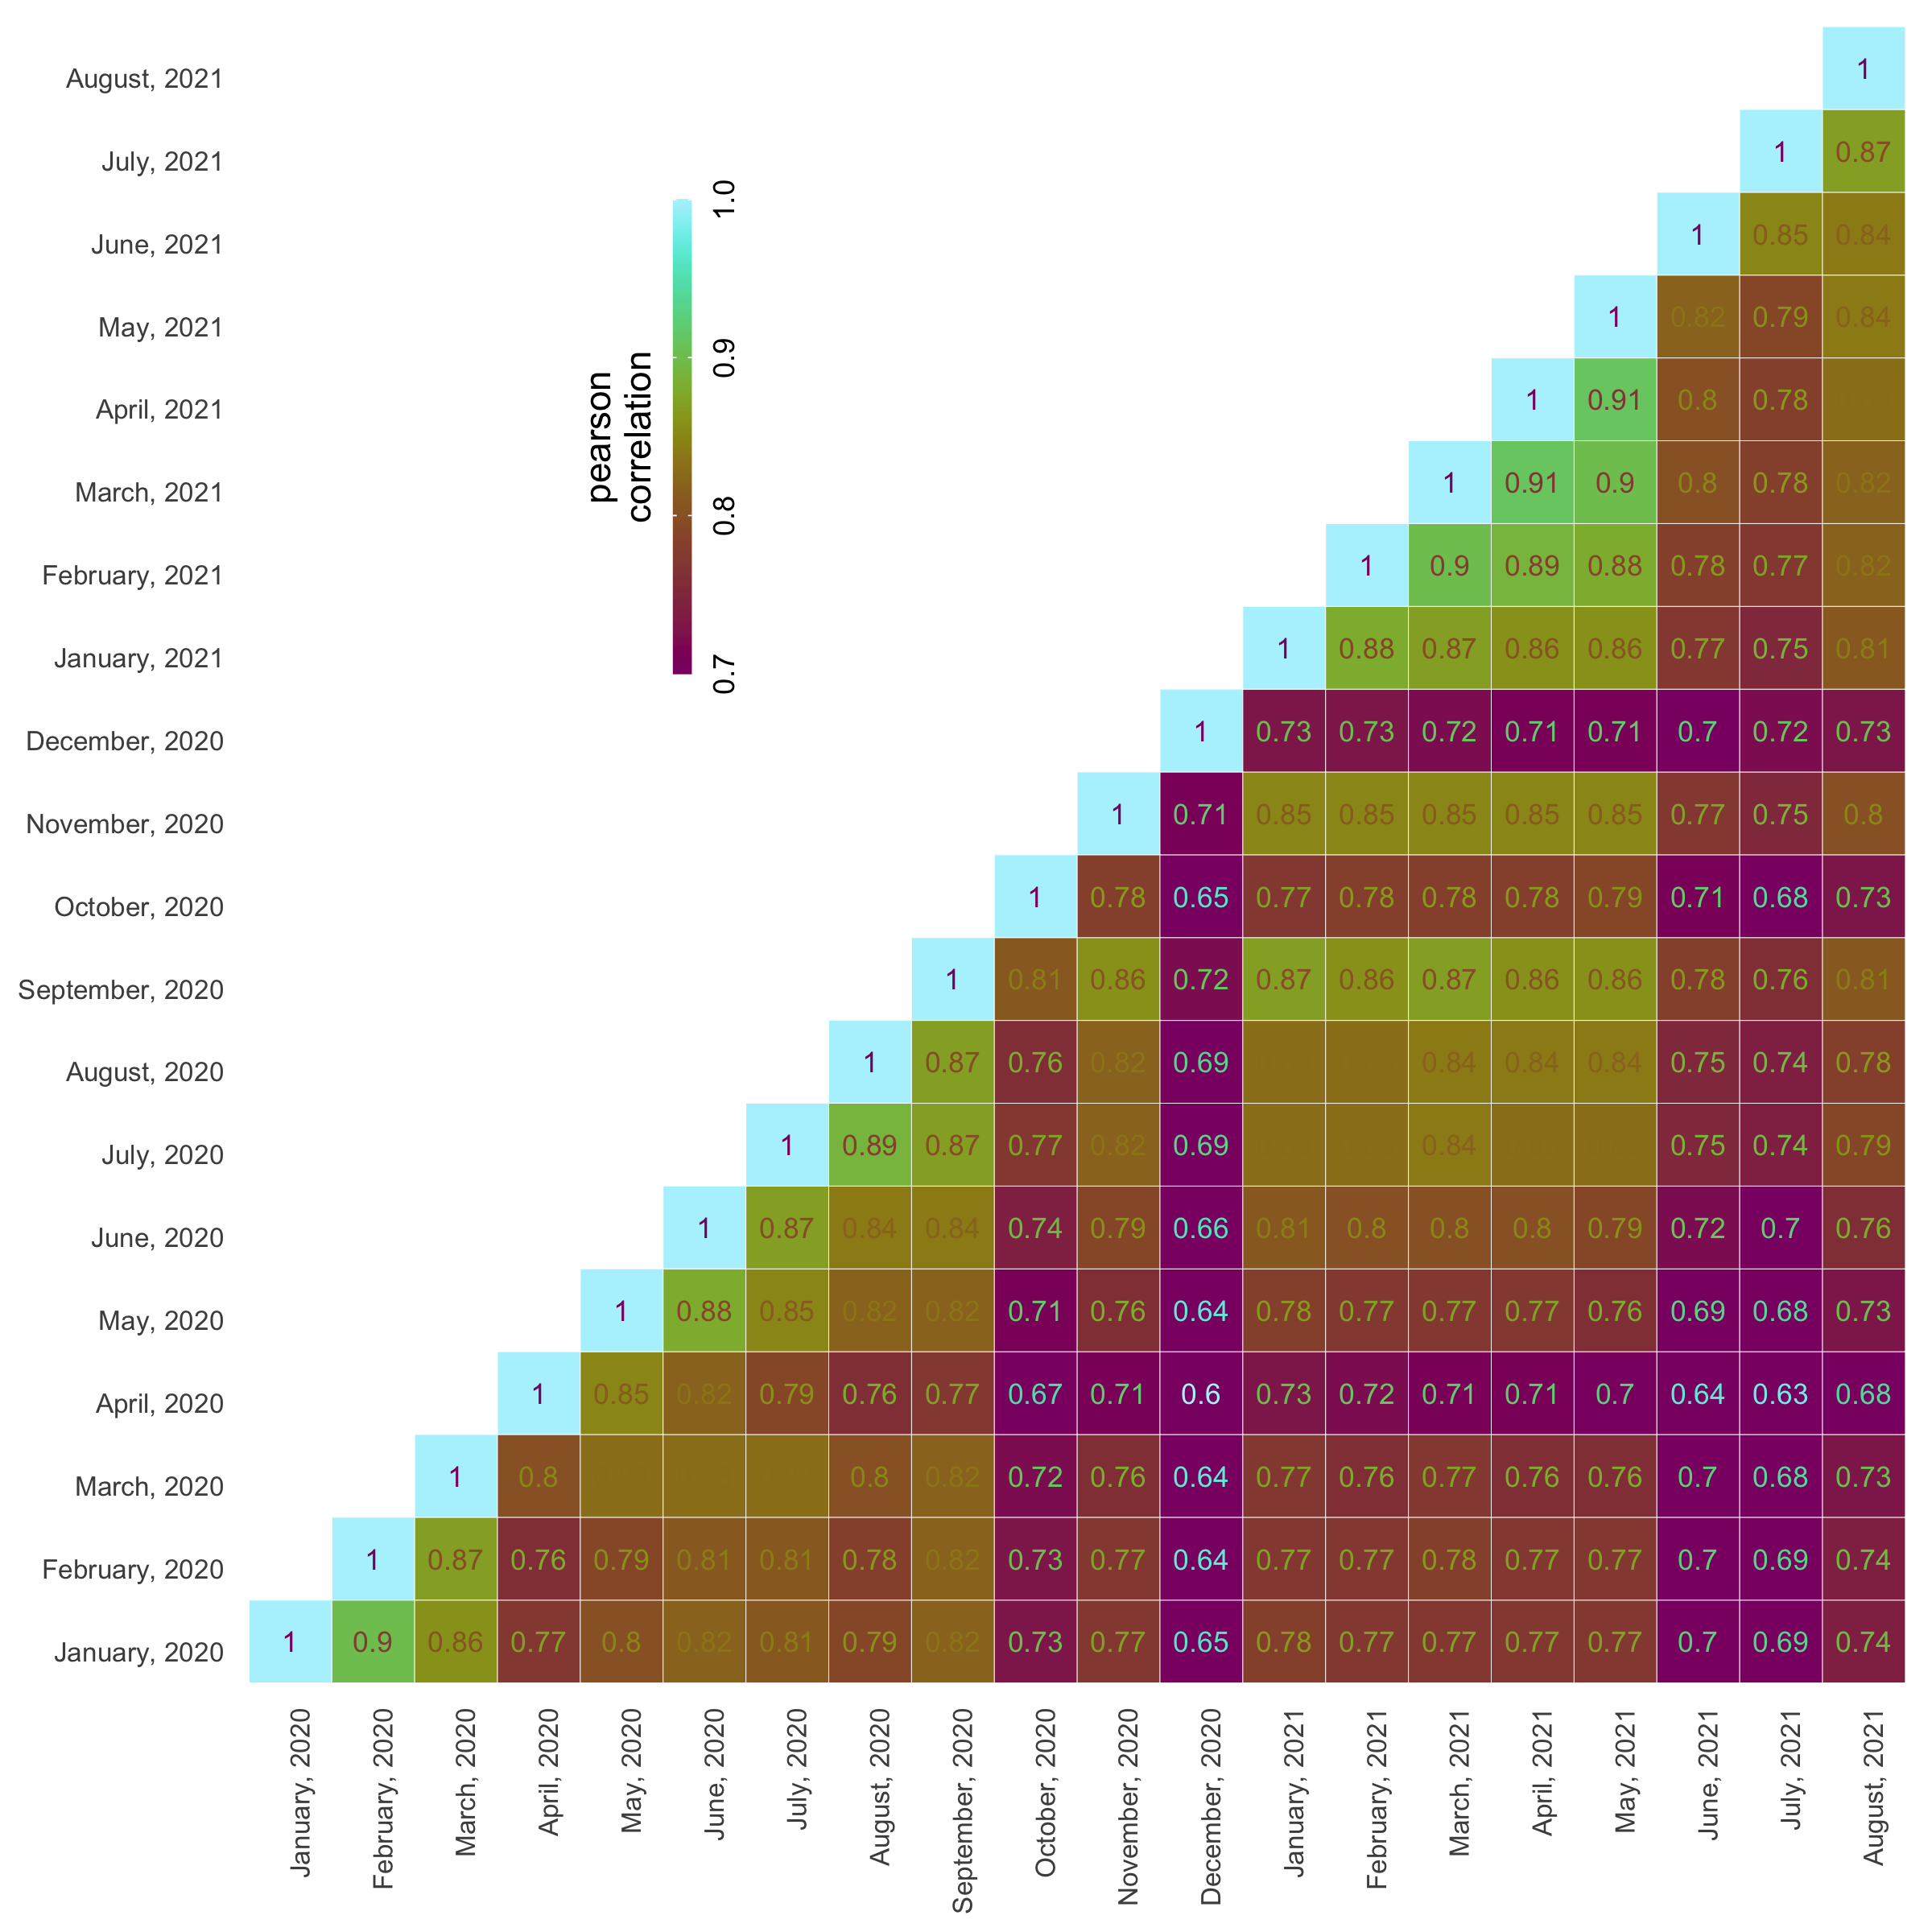 August, 2021 1
July, 2021 1 0.87
June, 2021 1 0.85 0.84
May, 2021 1 0.82 0.79 0.84
April, 2021 1 0.91 0.8 0.78
March, 2021 1 0.91 0.9 0.8 0.78 0.82
February, 2021 1 0.9 0.89 0.88 0.78 0.77 0.82
January, 2021 1 0.88 0.87 0.86 0.86 0.77 0.75 0.81
December, 2020 1 0.73 0.73 0.72 0.71 0.71 0.7 0.72 0.73
November, 2020 1 0.71 0.85 0.85 0.85 0.85 0.85 0.77 0.75 0.8
October, 2020 1 0.78 0.65 0.77 0.78 0.78 0.78 0.79 0.71 0.68 0.73
September, 2020 1 0.81 0.86 0.72 0.87 0.86 0.87 0.86 0.86 0.78 0.76 0.81
August, 2020 1 0.87 0.76 0.82 0.69 0.84 0.84 0.84 0.75 0.74 0.78
July, 2020 1 0.89 0.87 0.77 0.82 0.69 0.84 0.75 0.74 0.79
June, 2020 1 0.87 0.84 0.84 0.74 0.79 0.66 0.81 0.8 0.8 0.8 0.79 0.72 0.7 0.76
May, 2020 1 0.88 0.85 0.82 0.82 0.71 0.76 0.64 0.78 0.77 0.77 0.77 0.76 0.69 0.68 0.73
April, 2020 1 0.85 0.82 0.79 0.76 0.77 0.67 0.71 0.6 0.73 0.72 0.71 0.71 0.7 0.64 0.63 0.68
March, 2020 1 0.8 0.8 0.82 0.72 0.76 0.64 0.77 0.76 0.77 0.76 0.76 0.7 0.68 0.73
February, 2020 1 0.87 0.76 0.79 0.81 0.81 0.78 0.82 0.73 0.77 0.64 0.77 0.77 0.78 0.77 0.77 0.7 0.69 0.74
January, 2020 1 0.9 0.86 0.77 0.8 0.82 0.81 0.79 0.82 0.73 0.77 0.65 0.78 0.77 0.77 0.77 0.77 0.7 0.69 0.74
January, 2020
February, 2020
March, 2020
April, 2020
May, 2020
June, 2020
July, 2020
August, 2020
September, 2020
October, 2020
November, 2020
December, 2020
January, 2021
February, 2021
March, 2021
April, 2021
May, 2021
June, 2021
July, 2021
August, 2021
pearson
correlation
0.7
0.8
0.9
1.0